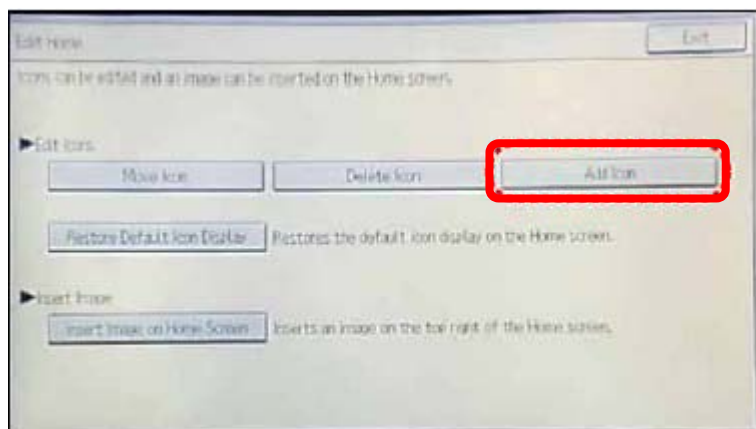 Edit Home
Exit
Icons can be edited and an image can be inserted on the Home screen.
▶Edit Icons
Move Icon
Delete Icon
Add Icon
Restore Default Icon Display
Restores the default icon display on the Home screen.
▶Insert Image
Insert Image on Home Screen
Inserts an image on the top right of the Home screen.